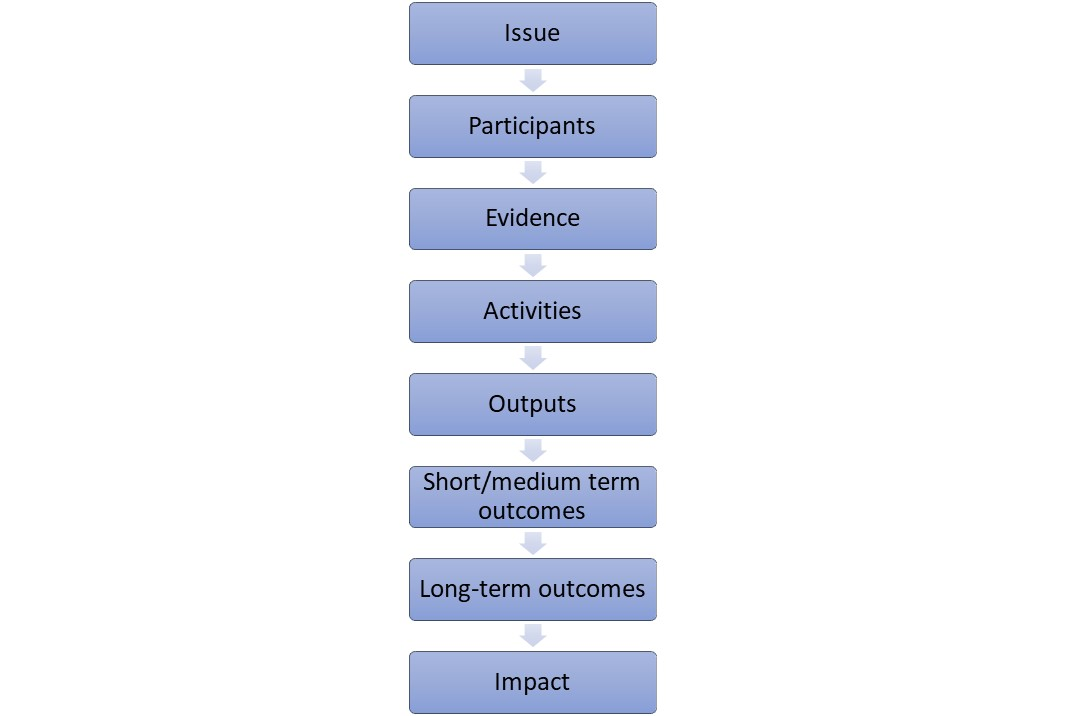 Issue
Participants
Evidence
Activities
Outputs
Short/medium term
outcomes
Long-term outcomes
Impact